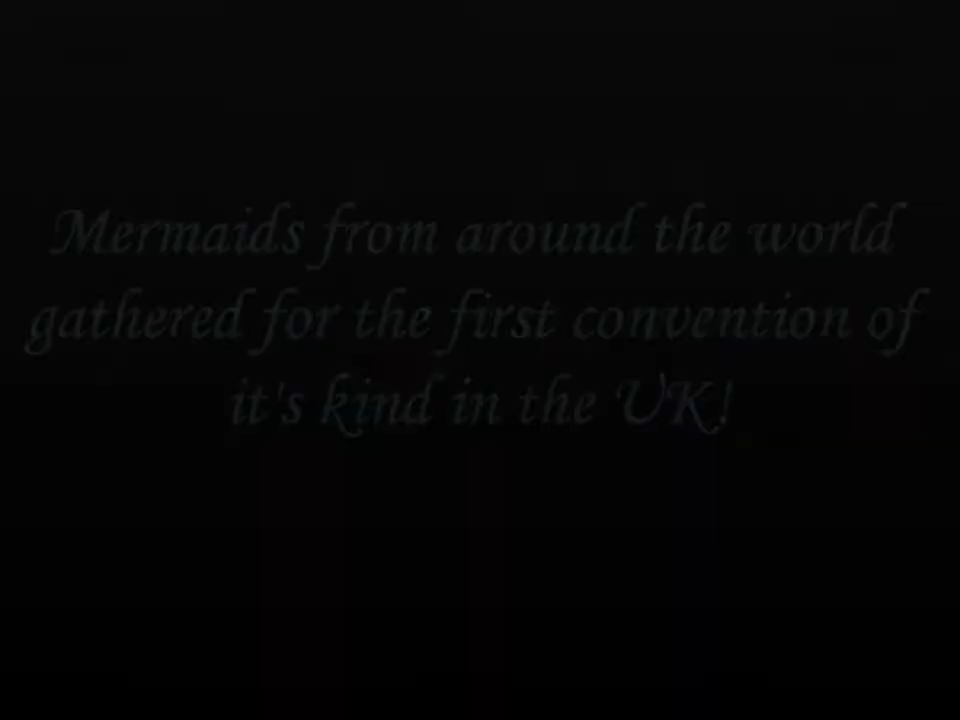 Mermaids from around the world
gathered for the first convention of
it's kind in the UK!